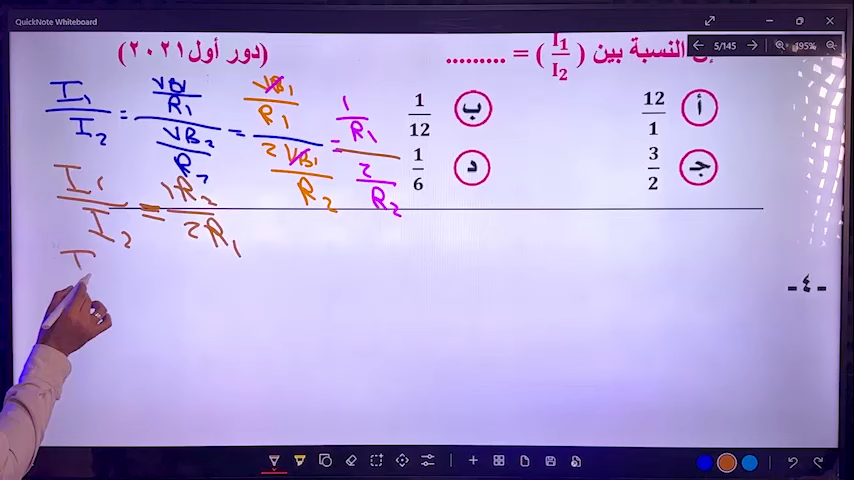 QuickNote Whiteboard
النسبة بين (I₁/I₂) = ......... (دور أول ٢٠٢١)
5/145
195%
أ 12/1
ب 1/12
ج 3/2
د 1/6
I₁/I₂ = (VB/R₁)/(VB₂/R₂) = (VB₁/R₁)/(2VB₁/R₂) = (1/R₁)/(2/R₂)
I₁/I₂ = 1R₂/2R₁
I
-٤-